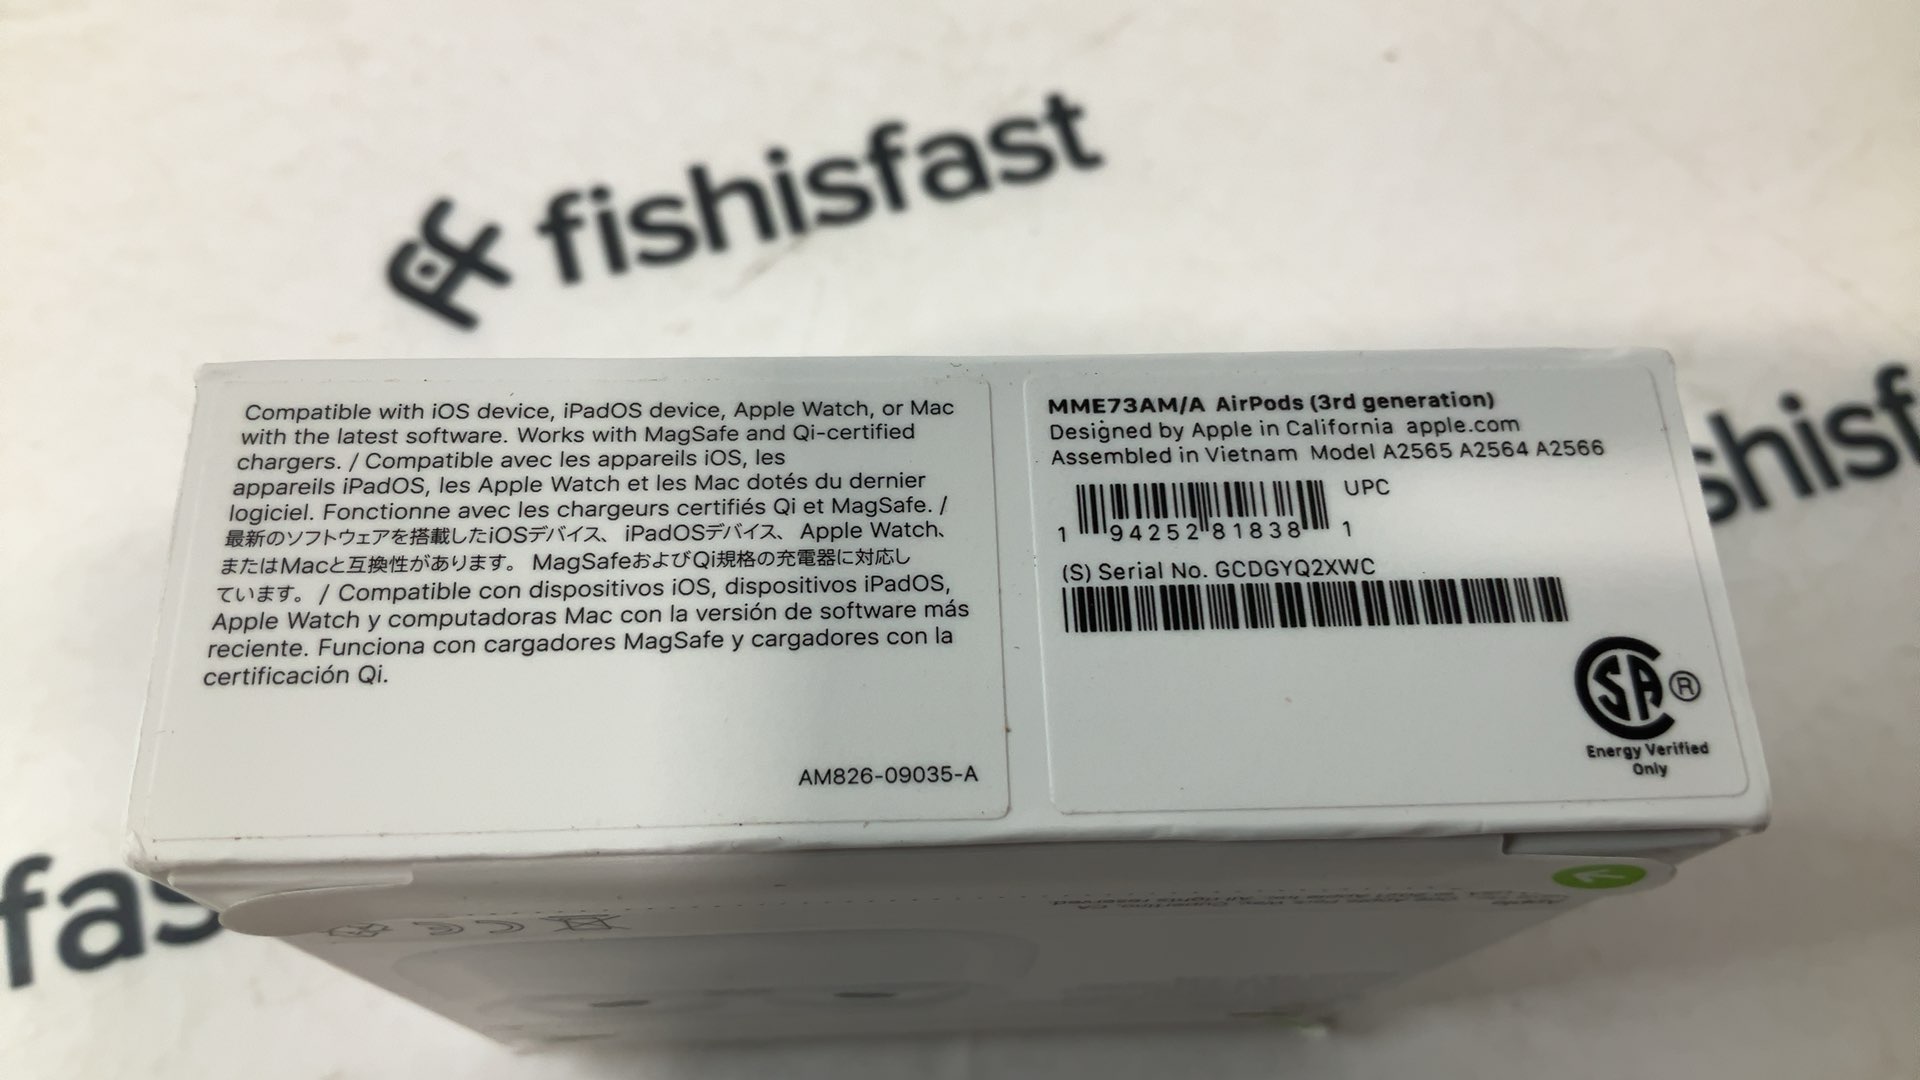 fishisfast
Compatible with iOS device, iPadOS device, Apple Watch, or Mac
with the latest software. Works with MagSafe and Qi-certified
chargers. / Compatible avec les appareils iOS, les
appareils iPadOS, les Apple Watch et les Mac dotés du dernier
logiciel. Fonctionne avec les chargeurs certifiés Qi et MagSafe. /
最新のソフトウェアを搭載したiOSデバイス、iPadOSデバイス、Apple Watch、
またはMacと互換性があります。MagSafeおよびQi規格の充電器に対応し
ています。/ Compatible con dispositivos iOS, dispositivos iPadOS,
Apple Watch y computadoras Mac con la versión de software más
reciente. Funciona con cargadores MagSafe y cargadores con la
certificación Qi.
AM826-09035-A
MME73AM/A AirPods (3rd generation)
Designed by Apple in California apple.com
Assembled in Vietnam Model A2565 A2564 A2566
UPC
1 94252 81838 1
(S) Serial No. GCDGYQ2XWC
CSA®
Energy Verified
Only
shisf
fas